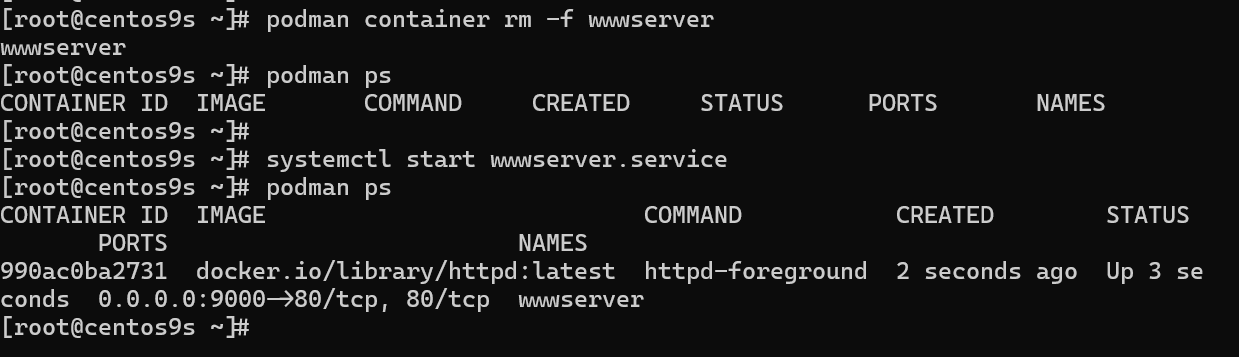 [root@centos9s ~]# podman container rm -f wwwserver
wwwserver
[root@centos9s ~]# podman ps
CONTAINER ID  IMAGE       COMMAND     CREATED     STATUS      PORTS       NAMES
[root@centos9s ~]#
[root@centos9s ~]# systemctl start wwwserver.service
[root@centos9s ~]# podman ps
CONTAINER ID  IMAGE                           COMMAND           CREATED        STATUS
       PORTS                         NAMES
990ac0ba2731  docker.io/library/httpd:latest  httpd-foreground  2 seconds ago  Up 3 se
conds  0.0.0.0:9000->80/tcp, 80/tcp  wwwserver
[root@centos9s ~]#